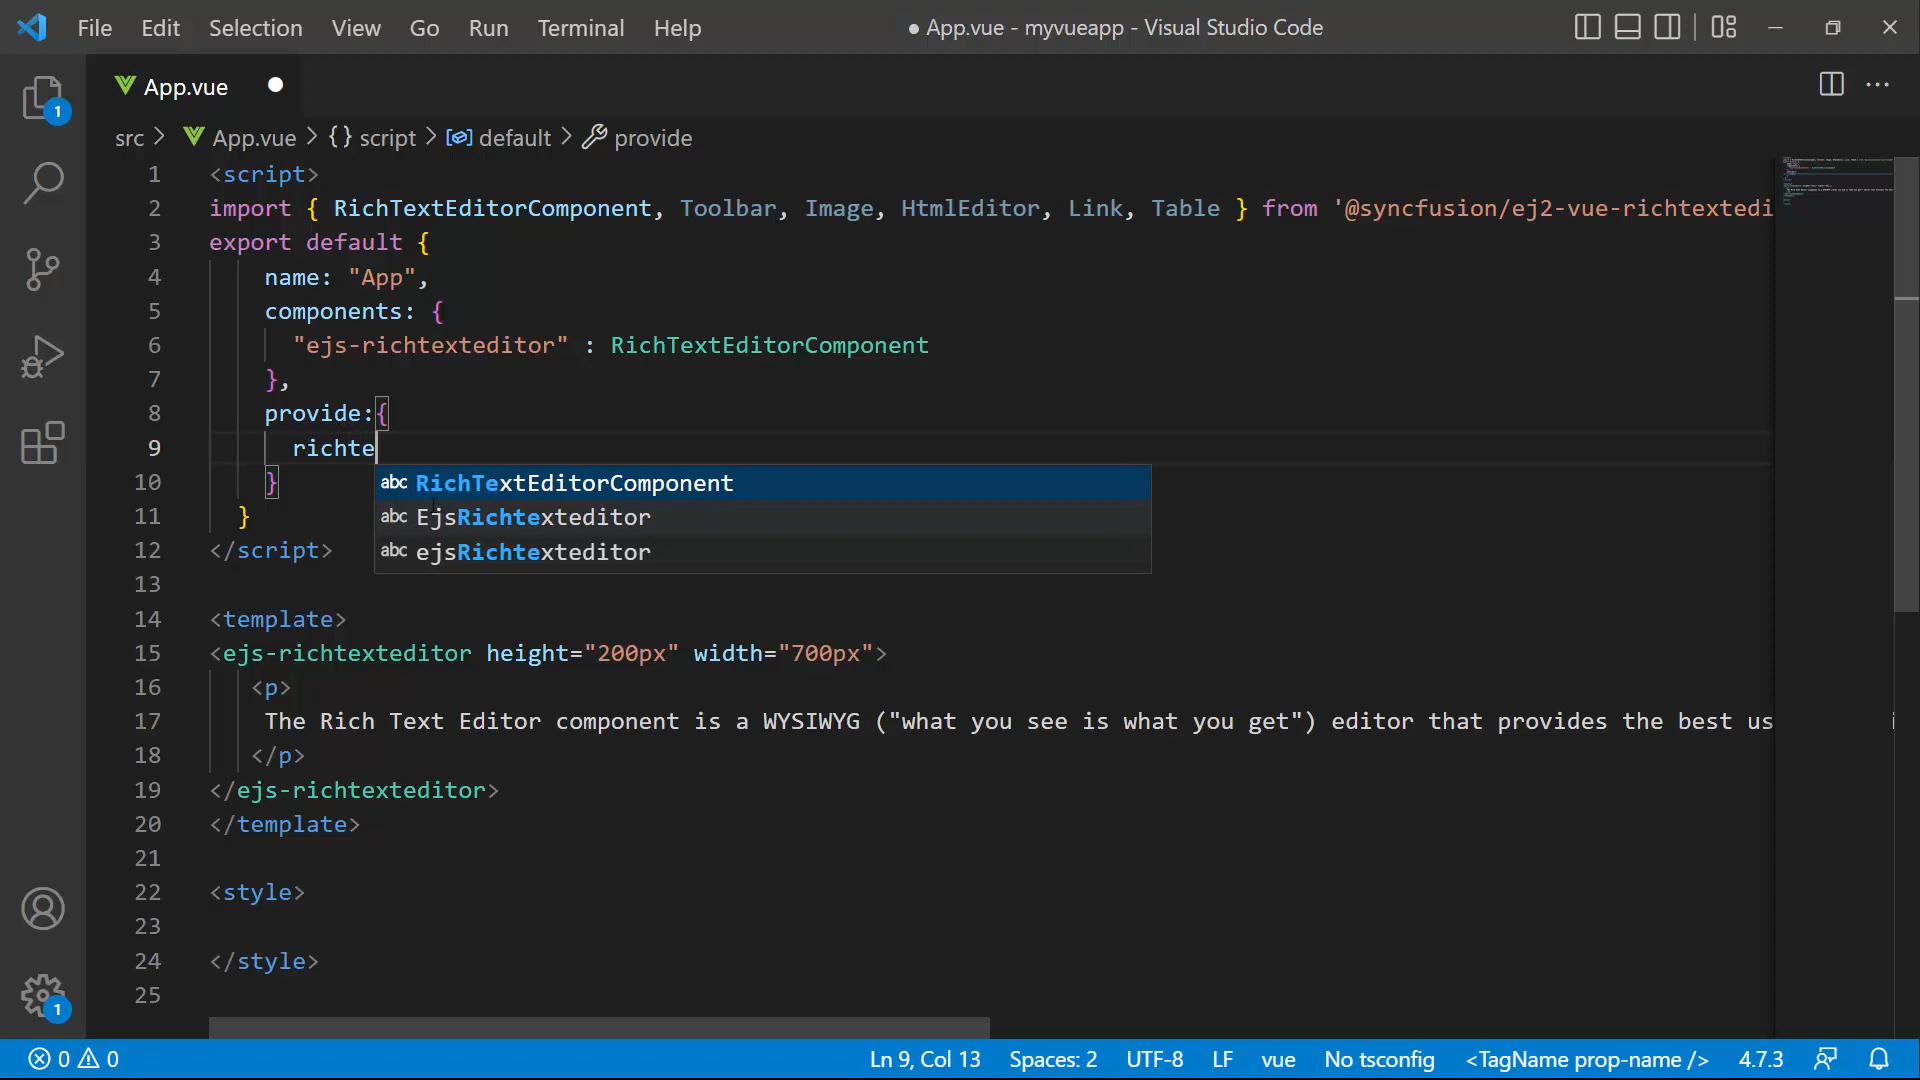 File Edit Selection View Go Run Terminal Help ● App.vue - myvueapp - Visual Studio Code
App.vue
src > App.vue > {} script > default > provide
1 <script>
2 import { RichTextEditorComponent, Toolbar, Image, HtmlEditor, Link, Table } from '@syncfusion/ej2-vue-richtextedi
3 export default {
4 name: "App",
5 components: {
6 "ejs-richtexteditor" : RichTextEditorComponent
7 },
8 provide:{
9 richte
10 }
abc RichTextEditorComponent
11 }
abc EjsRichtexteditor
12 </script>
abc ejsRichtexteditor
13
14 <template>
15 <ejs-richtexteditor height="200px" width="700px">
16 <p>
17 The Rich Text Editor component is a WYSIWYG ("what you see is what you get") editor that provides the best us
18 </p>
19 </ejs-richtexteditor>
20 </template>
21
22 <style>
23
24 </style>
25
1
1
0 0 Ln 9, Col 13 Spaces: 2 UTF-8 LF vue No tsconfig <TagName prop-name /> 4.7.3